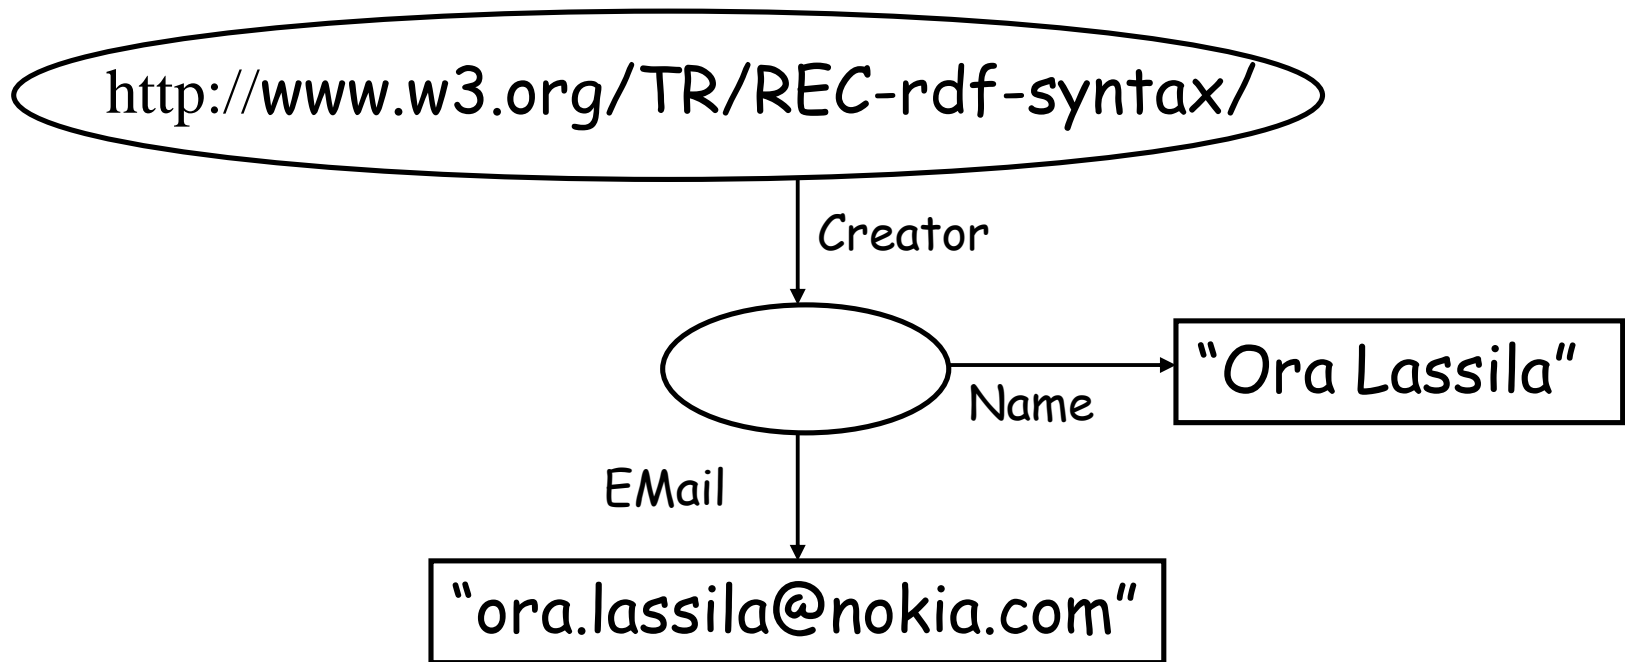 http://www.w3.org/TR/REC-rdf-syntax/
Creator
“Ora Lassila”
Name
EMail
“ora.lassila@nokia.com”